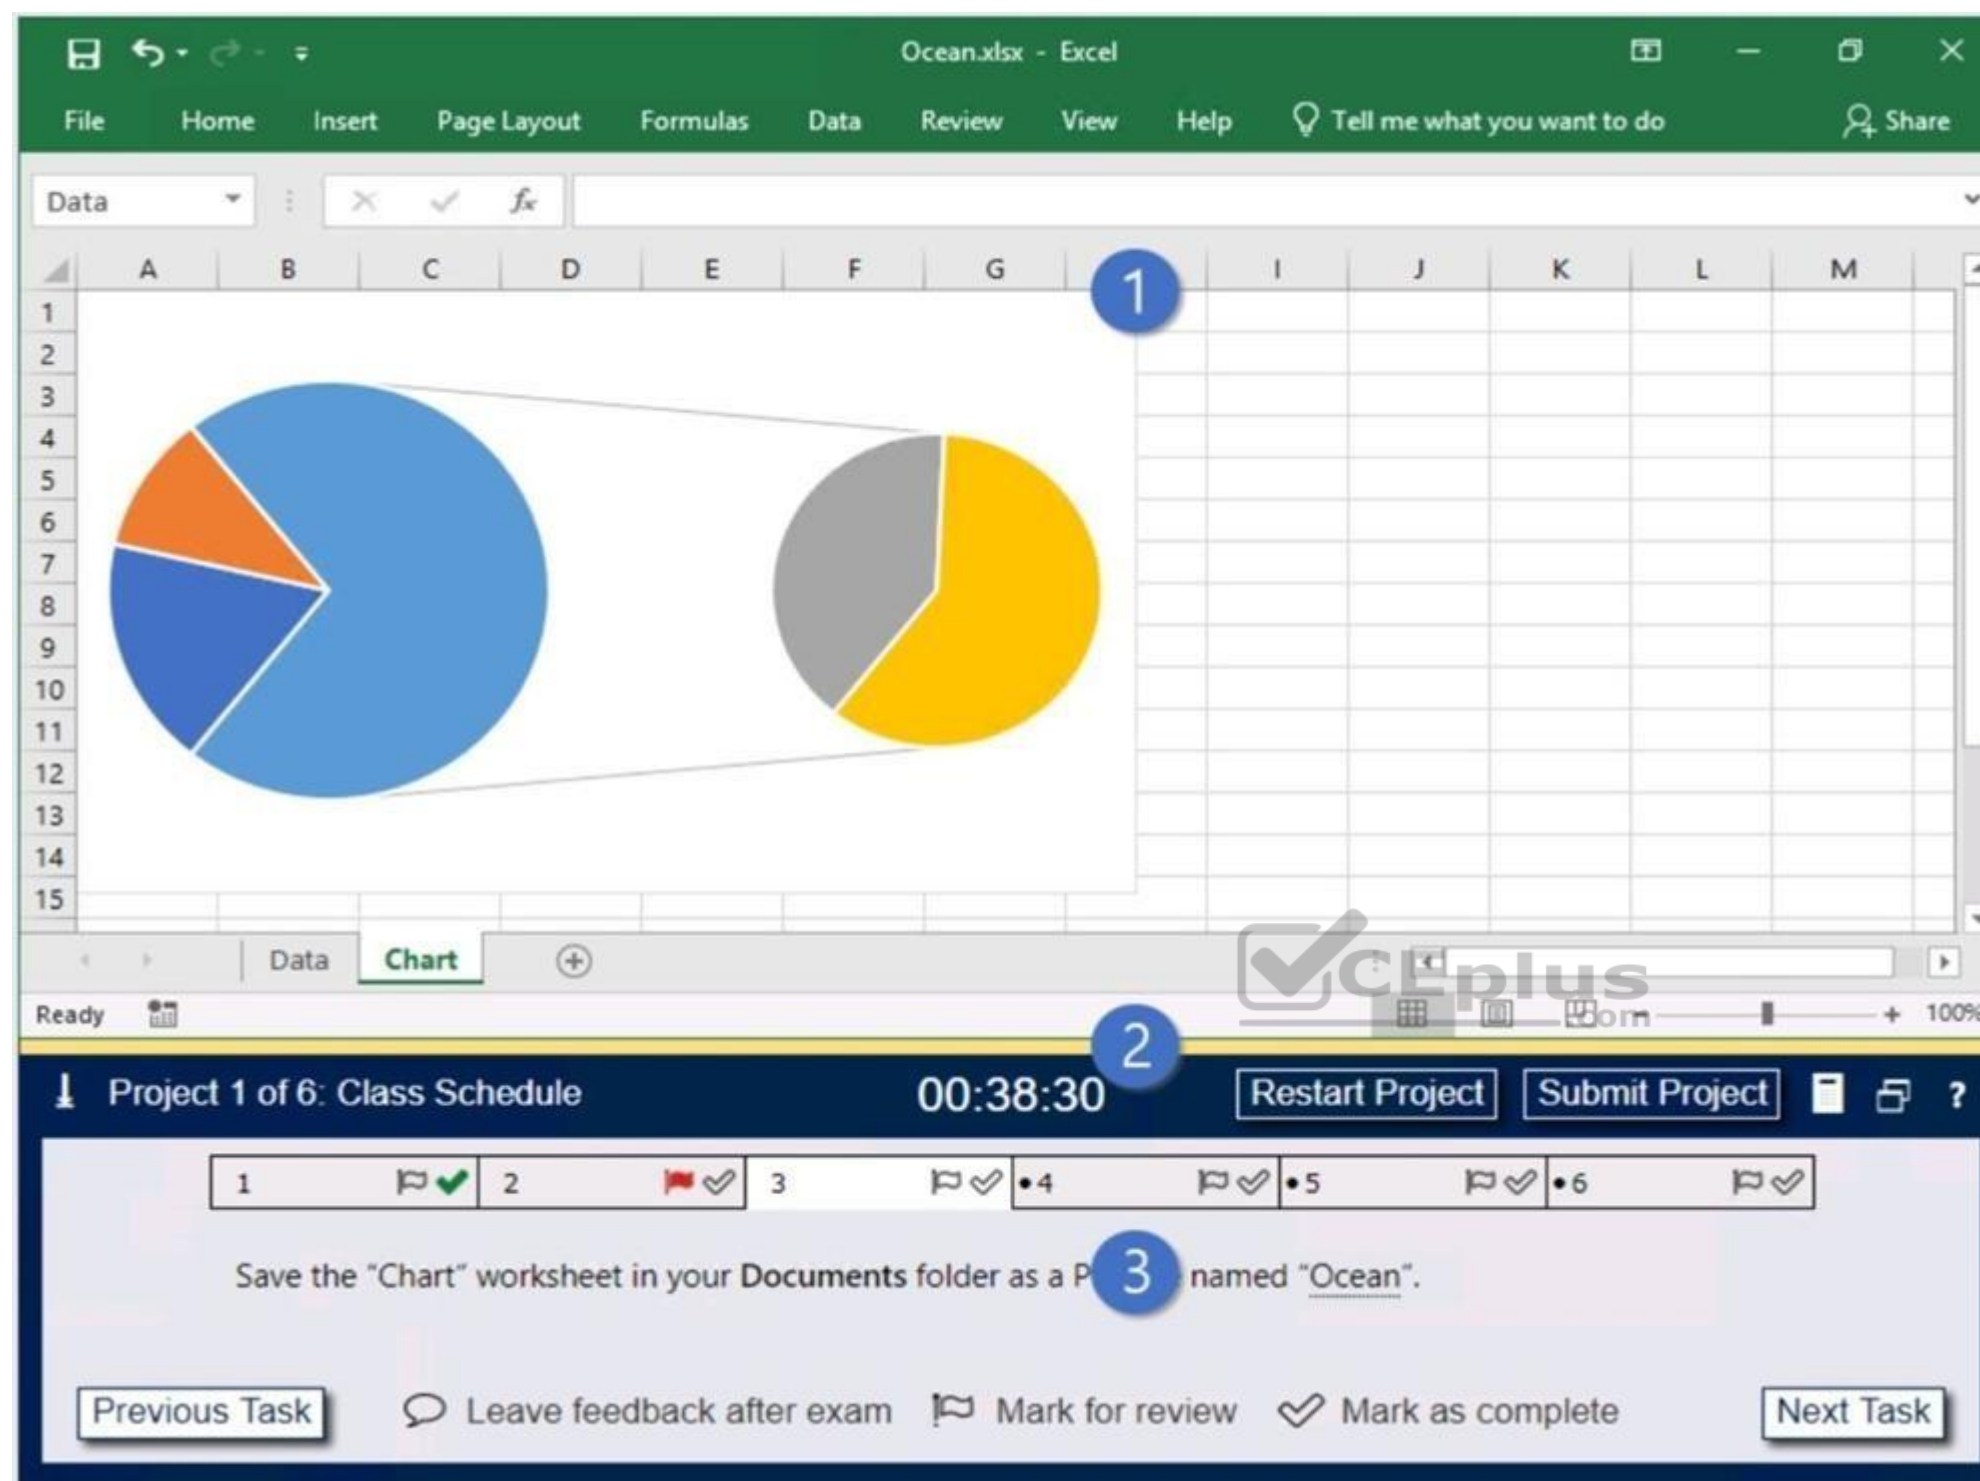 Ocean.xlsx - Excel
File Home Insert Page Layout Formulas Data Review View Help Tell me what you want to do Share
Data fx
A B C D E F G 1 I J K L M
1
2
3
4
5
6
7
8
9
10
11
12
13
14
15
Data Chart
VCEplus
.com
Ready 100%
2
Project 1 of 6: Class Schedule 00:38:30 Restart Project Submit Project ?
1 2 3 •4 •5 •6
3
Save the "Chart" worksheet in your Documents folder as a P named "Ocean".
Previous Task Leave feedback after exam Mark for review Mark as complete Next Task